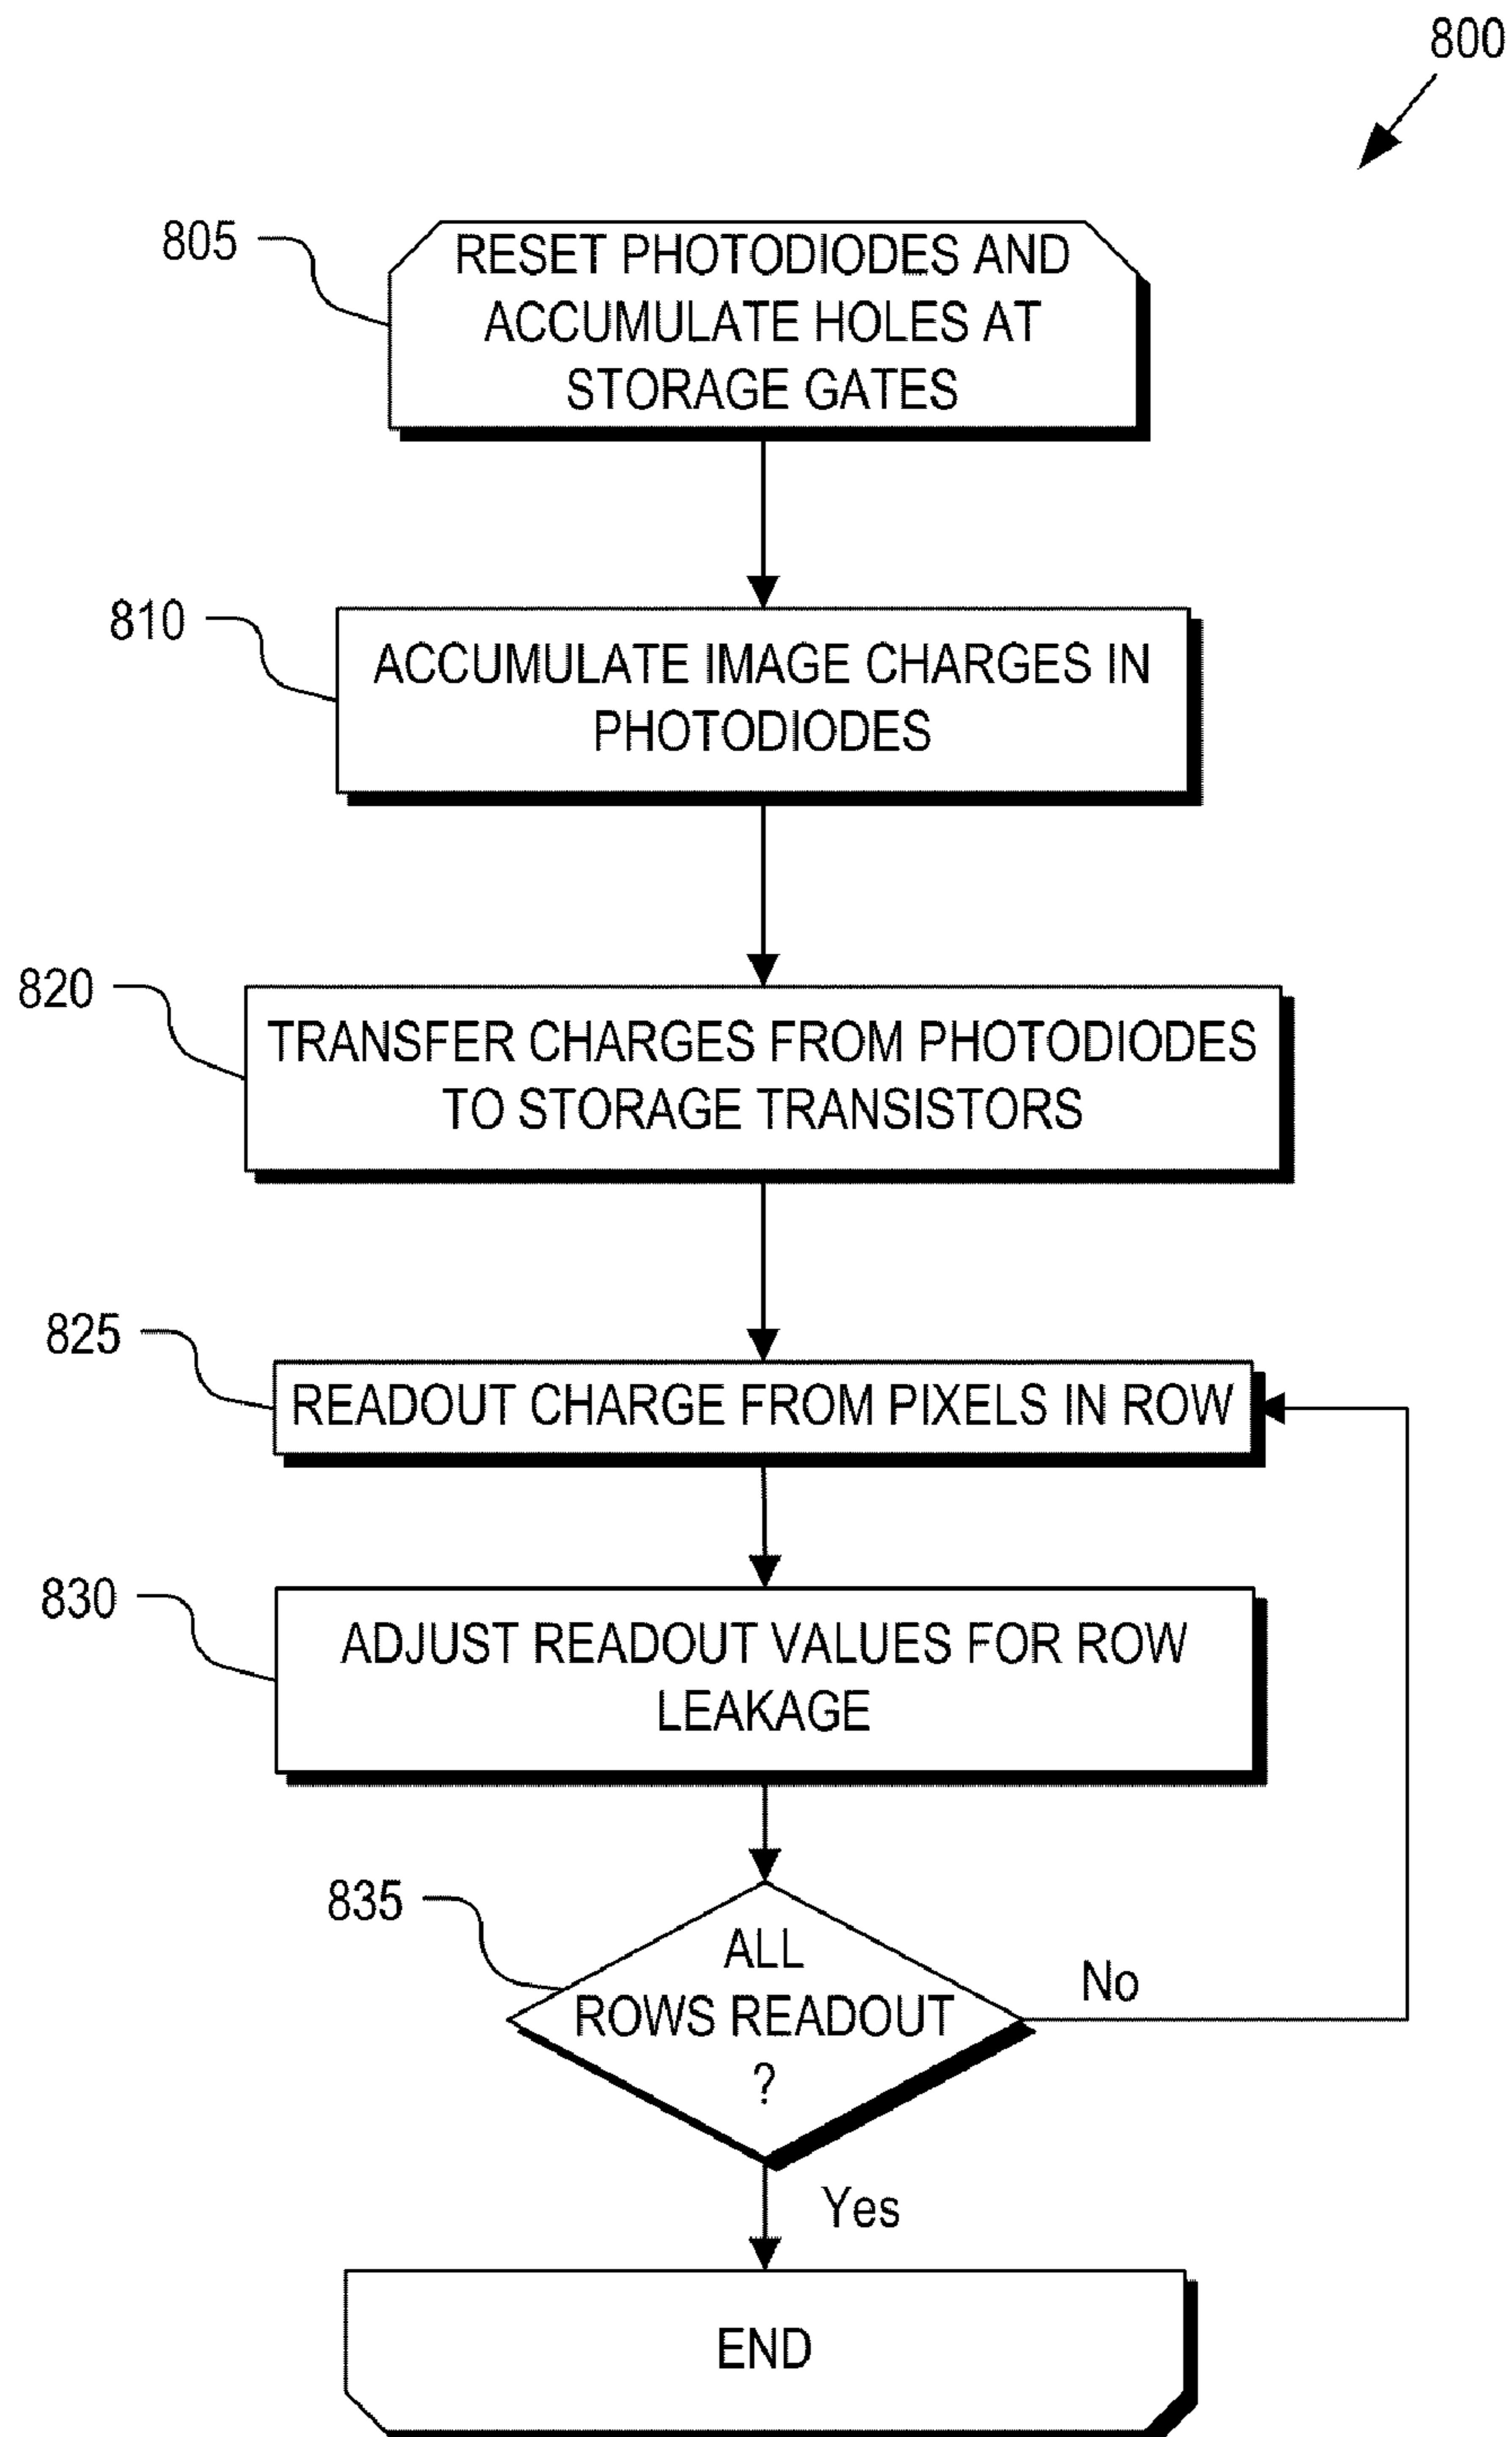 800
805
RESET PHOTODIODES AND
ACCUMULATE HOLES AT
STORAGE GATES
810
ACCUMULATE IMAGE CHARGES IN
PHOTODIODES
820
TRANSFER CHARGES FROM PHOTODIODES
TO STORAGE TRANSISTORS
825
READOUT CHARGE FROM PIXELS IN ROW
830
ADJUST READOUT VALUES FOR ROW
LEAKAGE
835
ALL
ROWS READOUT
?
No
Yes
END